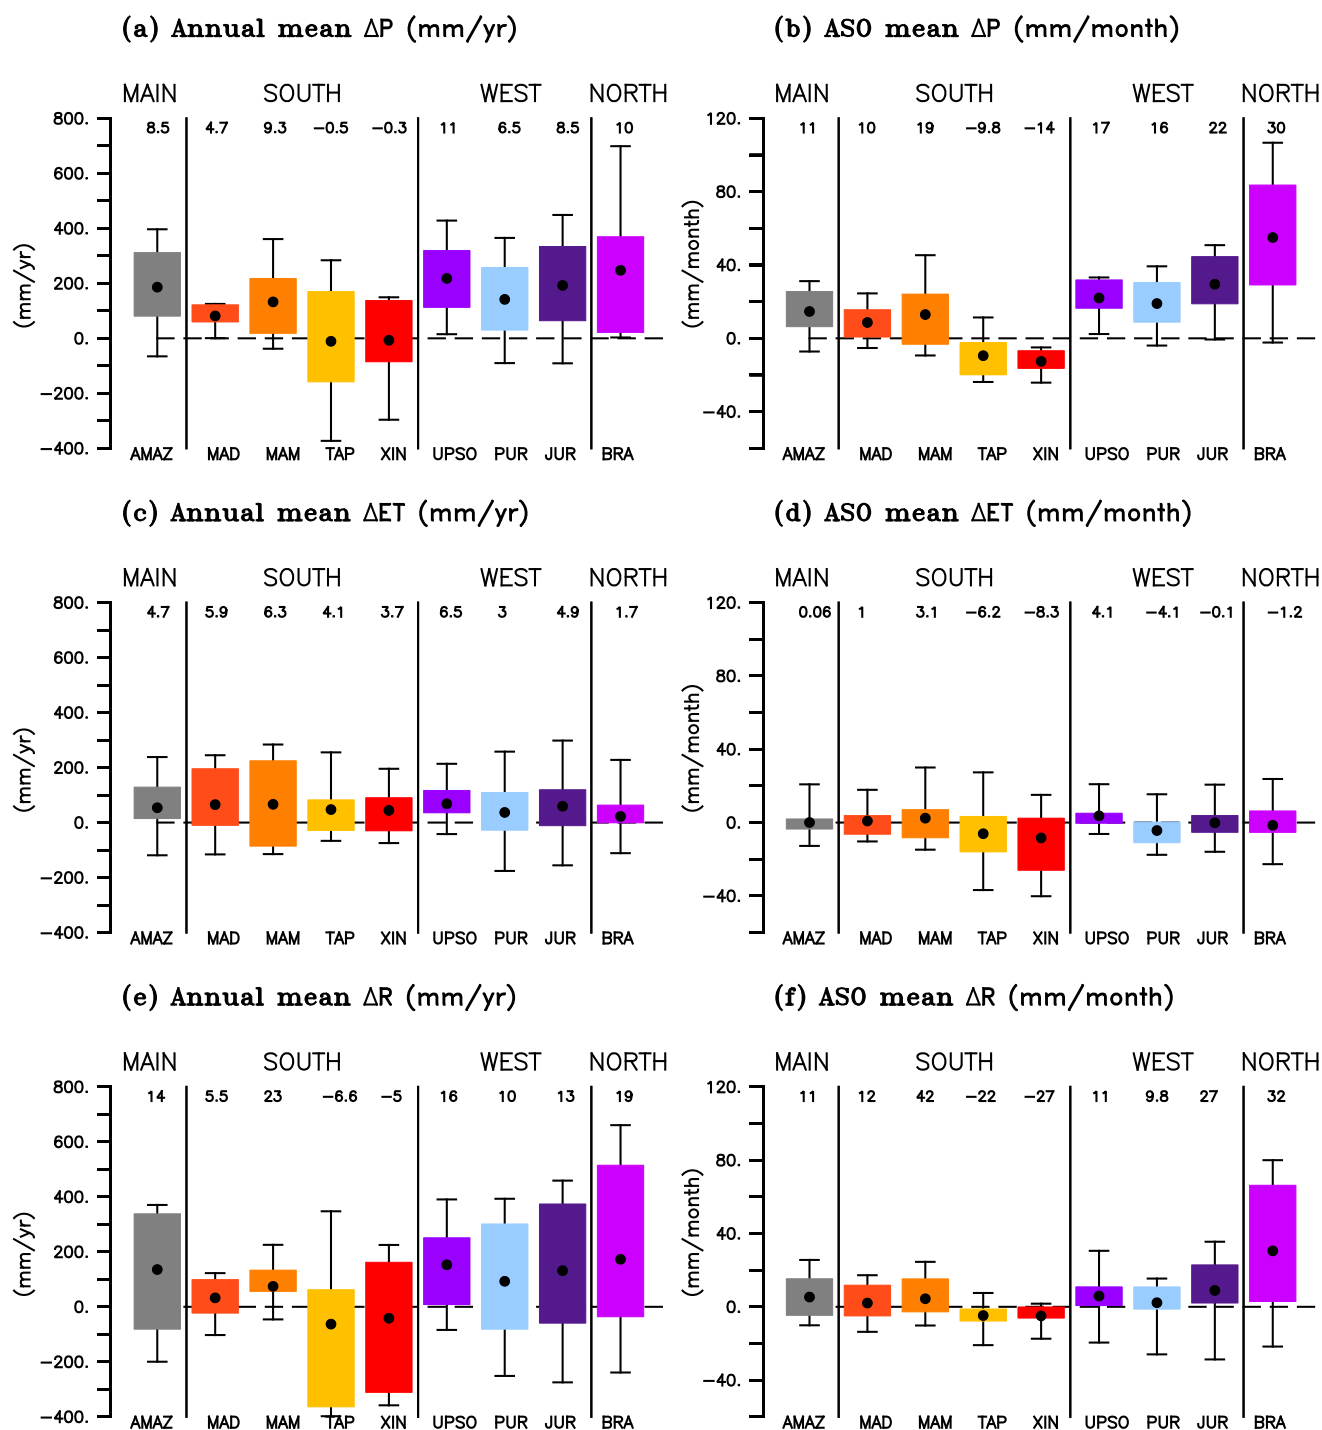 (a) Annual mean ΔP (mm/yr)
MAIN SOUTH WEST NORTH
8.5 4.7 9.3 −0.5 −0.3 11 6.5 8.5 10
800.
600.
400.
200.
0.
−200.
−400.
(mm/yr)
AMAZ MAD MAM TAP XIN UPSO PUR JUR BRA
(b) ASO mean ΔP (mm/month)
MAIN SOUTH WEST NORTH
11 10 19 −9.8 −14 17 16 22 30
120.
80.
40.
0.
−40.
(mm/month)
AMAZ MAD MAM TAP XIN UPSO PUR JUR BRA
(c) Annual mean ΔET (mm/yr)
MAIN SOUTH WEST NORTH
4.7 5.9 6.3 4.1 3.7 6.5 3 4.9 1.7
800.
600.
400.
200.
0.
−200.
−400.
(mm/yr)
AMAZ MAD MAM TAP XIN UPSO PUR JUR BRA
(d) ASO mean ΔET (mm/month)
MAIN SOUTH WEST NORTH
0.06 1 3.1 −6.2 −8.3 4.1 −4.1 −0.1 −1.2
120.
80.
40.
0.
−40.
(mm/month)
AMAZ MAD MAM TAP XIN UPSO PUR JUR BRA
(e) Annual mean ΔR (mm/yr)
MAIN SOUTH WEST NORTH
14 5.5 23 −6.6 −5 16 10 13 19
800.
600.
400.
200.
0.
−200.
−400.
(mm/yr)
AMAZ MAD MAM TAP XIN UPSO PUR JUR BRA
(f) ASO mean ΔR (mm/month)
MAIN SOUTH WEST NORTH
11 12 42 −22 −27 11 9.8 27 32
120.
80.
40.
0.
−40.
(mm/month)
AMAZ MAD MAM TAP XIN UPSO PUR JUR BRA